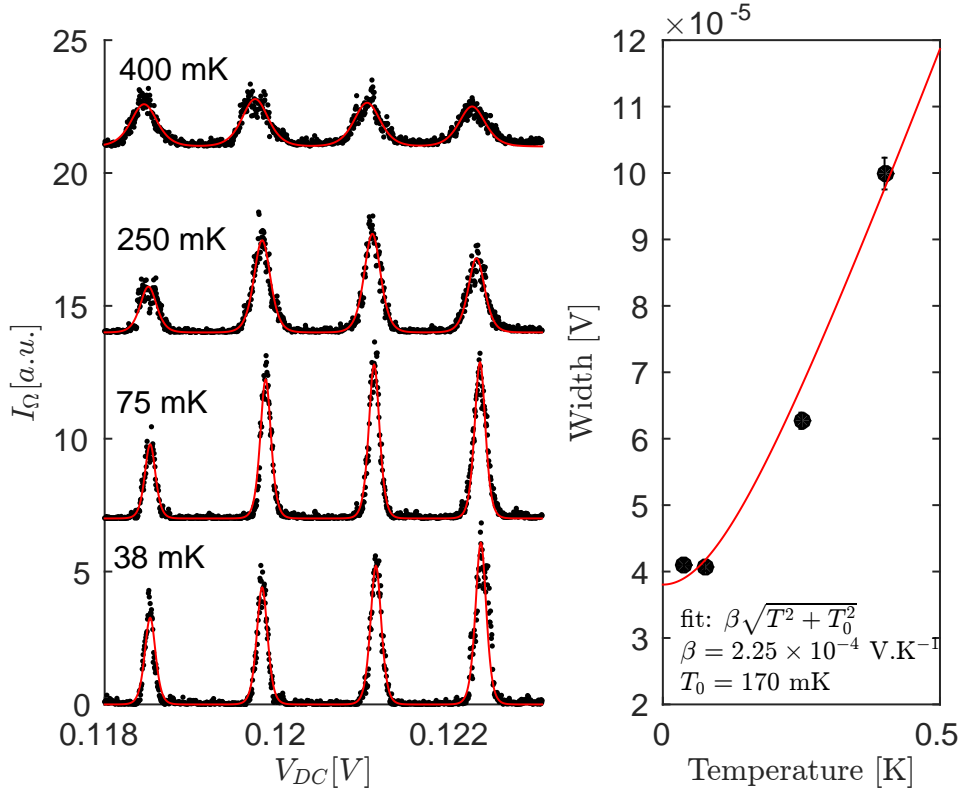 25
20
15
10
5
0
I_Ω[a.u.]
400 mK
250 mK
75 mK
38 mK
0.118
0.12
0.122
V_{DC}[V]
×10^{-5}
12
11
10
9
8
7
6
5
4
3
2
Width [V]
fit: β√(T² + T₀²)
β = 2.25 × 10⁻⁴ V.K⁻¹
T₀ = 170 mK
0
0.5
Temperature [K]